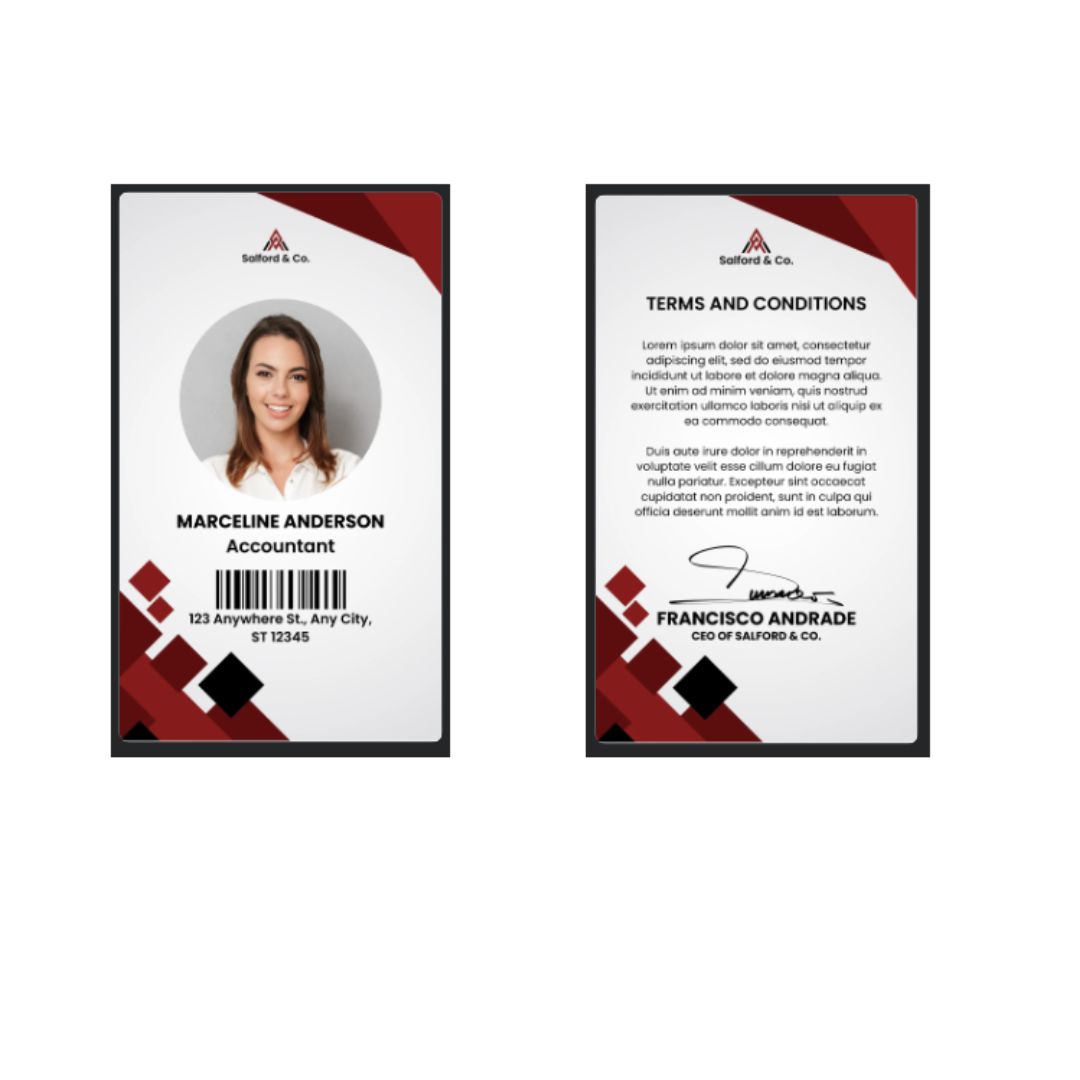 Salford & Co.
MARCELINE ANDERSON
Accountant
123 Anywhere St., Any City,
ST 12345
Salford & Co.
TERMS AND CONDITIONS
Lorem ipsum dolor sit amet, consectetur
adipiscing elit, sed do eiusmod tempor
incididunt ut labore et dolore magna aliqua.
Ut enim ad minim veniam, quis nostrud
exercitation ullamco laboris nisi ut aliquip ex
ea commodo consequat.
Duis aute irure dolor in reprehenderit in
voluptate velit esse cillum dolore eu fugiat
nulla pariatur. Excepteur sint occaecat
cupidatat non proident, sunt in culpa qui
officia deserunt mollit anim id est laborum.
FRANCISCO ANDRADE
CEO OF SALFORD & CO.